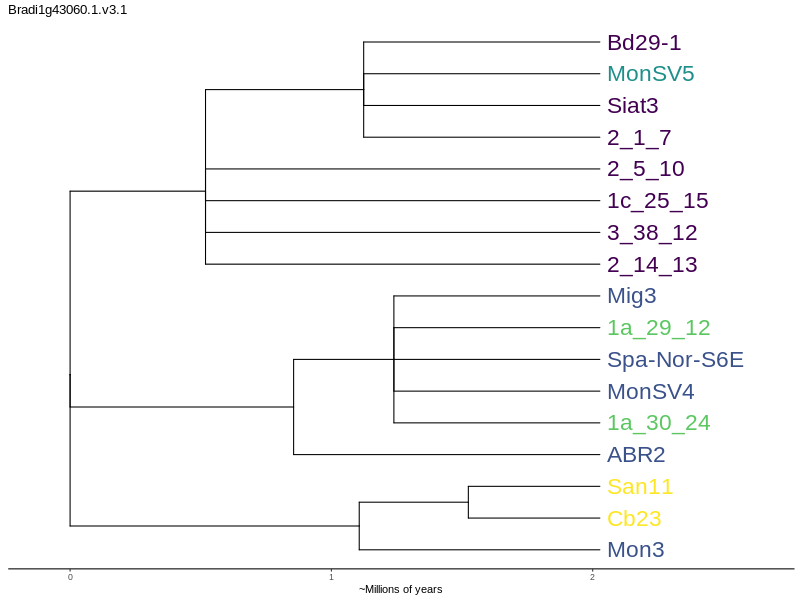 Bradi1g43060.1.v3.1
Bd29-1
MonSV5
Siat3
2_1_7
2_5_10
1c_25_15
3_38_12
2_14_13
Mig3
1a_29_12
Spa-Nor-S6E
MonSV4
1a_30_24
ABR2
San11
Cb23
Mon3
0 1 2
~Millions of years